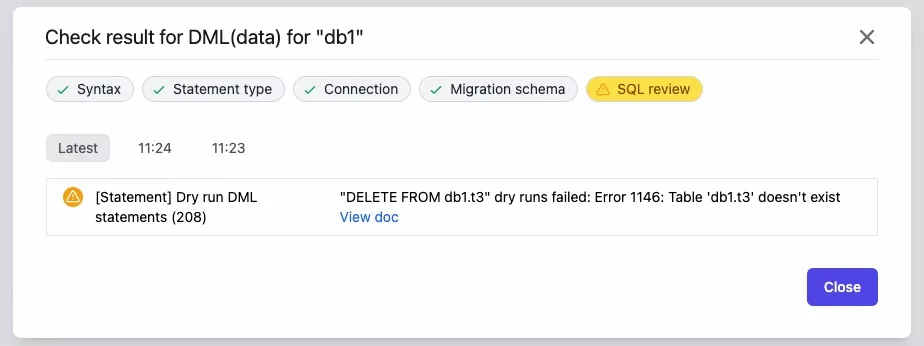 Check result for DML(data) for "db1"
Syntax
Statement type
Connection
Migration schema
SQL review
Latest
11:24
11:23
[Statement] Dry run DML
statements (208)
"DELETE FROM db1.t3" dry runs failed: Error 1146: Table 'db1.t3' doesn't exist
View doc
Close